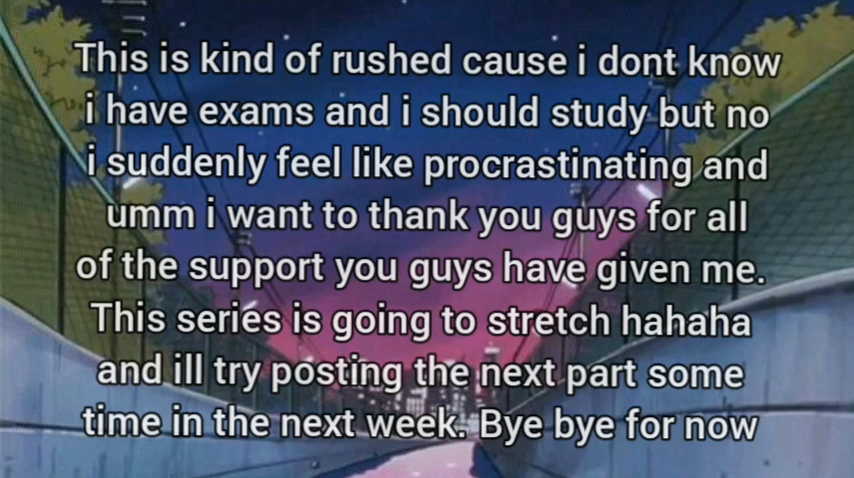 This is kind of rushed cause i dont know
i have exams and i should study but no
i suddenly feel like procrastinating and
umm i want to thank you guys for all
of the support you guys have given me.
This series is going to stretch hahaha
and ill try posting the next part some
time in the next week. Bye bye for now